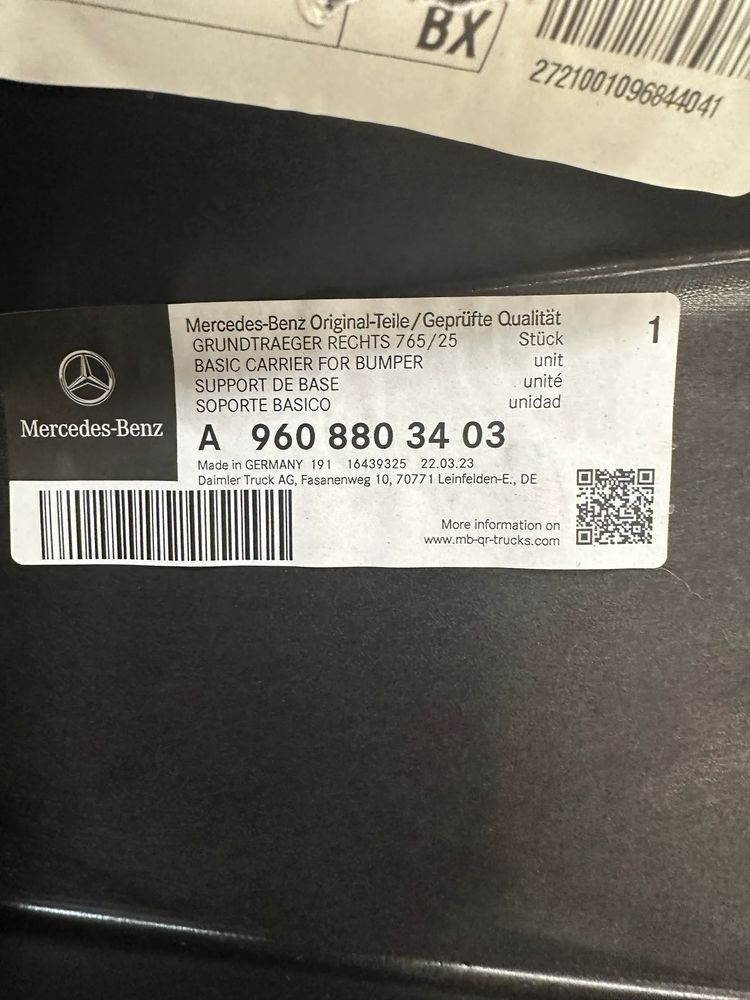 BX
2721001096844041
Mercedes-Benz Original-Teile/Geprüfte Qualität
1
GRUNDTRAEGER RECHTS 765/25 Stück
BASIC CARRIER FOR BUMPER unit
SUPPORT DE BASE unité
SOPORTE BASICO unidad
Mercedes-Benz
A 960 880 34 03
Made in GERMANY 191 16439325 22.03.23
Daimler Truck AG, Fasanenweg 10, 70771 Leinfelden-E., DE
More information on
www.mb-qr-trucks.com